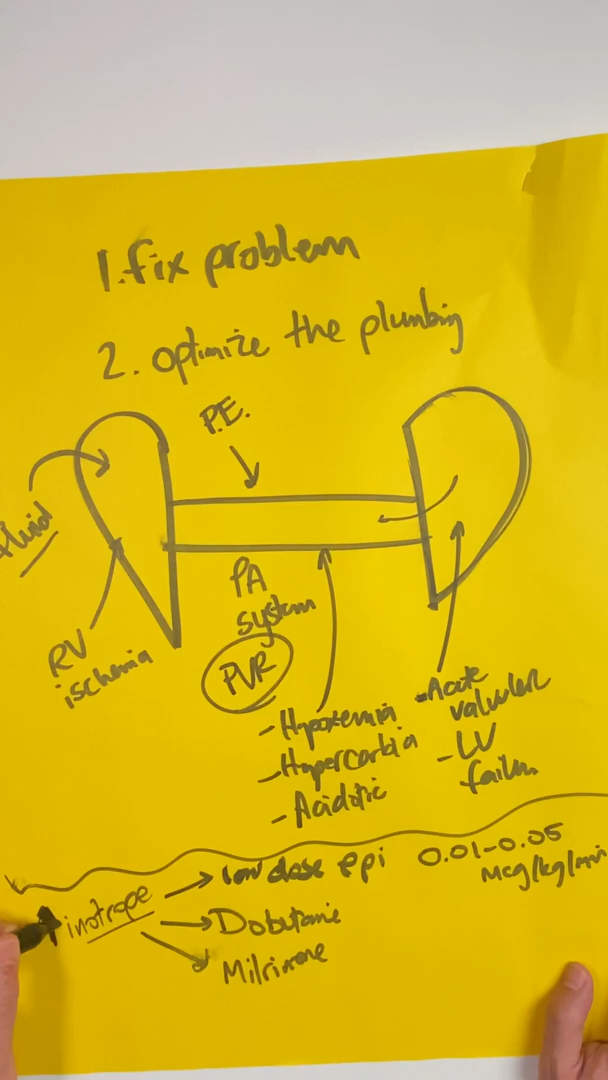 1. fix problem
2. optimize the plumbing
P.E.
fluid
RV
ischemia
PA
system
PVR
- Hypoxemia
- Hypercarbia
- Acidotic
- Acute
valvular
- LV
failure
inotrope
low dose epi 0.01-0.05
mcg/kg/min
Dobutamine
Milrinone